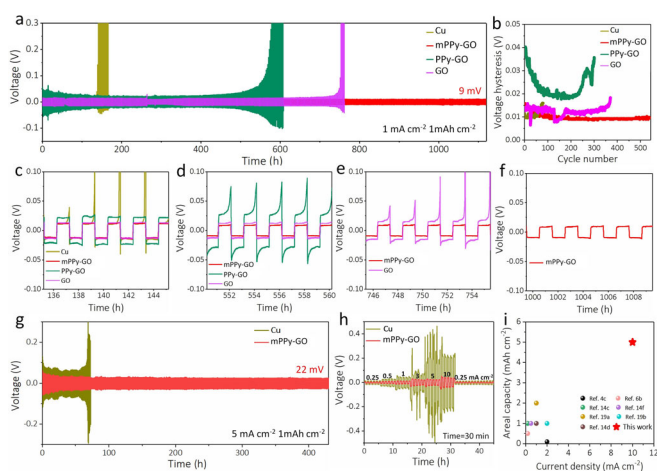 a
Voltage (V)
0.3
0.2
0.1
0.0
-0.1
Cu
mPPy-GO
PPy-GO
GO
9 mV
1 mA cm⁻² 1mAh cm⁻²
0 200 400 600 800 1000
Time (h)
b
Voltage hysteresis (V)
0.05
0.04
0.03
0.02
0.01
0.00
Cu
mPPy-GO
PPy-GO
GO
0 100 200 300 400 500
Cycle number
c
Voltage (V)
0.10
0.05
0.00
-0.05
-0.10
Cu
mPPy-GO
PPy-GO
GO
136 138 140 142 144
Time (h)
d
Voltage (V)
0.10
0.05
0.00
-0.05
-0.10
mPPy-GO
PPy-GO
GO
552 554 556 558 560
Time (h)
e
Voltage (V)
0.10
0.05
0.00
-0.05
-0.10
mPPy-GO
GO
746 748 750 752 754
Time (h)
f
Voltage (V)
0.10
0.05
0.00
-0.05
-0.10
mPPy-GO
1000 1002 1004 1006 1008
Time (h)
g
Voltage (V)
0.2
0.0
-0.2
Cu
mPPy-GO
22 mV
5 mA cm⁻² 1mAh cm⁻²
0 100 200 300 400
Time (h)
h
Voltage (V)
0.4
0.2
0.0
-0.2
-0.4
Cu
mPPy-GO
0.25 0.5 1 3 5 10 0.25 mA cm⁻²
Time=30 min
0 10 20 30 40
Time (h)
i
Areal capacity (mAh cm⁻²)
6
5
4
3
2
1
0
Ref. 4c Ref. 6b
Ref. 14c Ref. 14f
Ref. 19a Ref. 19b
Ref. 14d This work
0 2 4 6 8 10 12
Current density (mA cm⁻²)